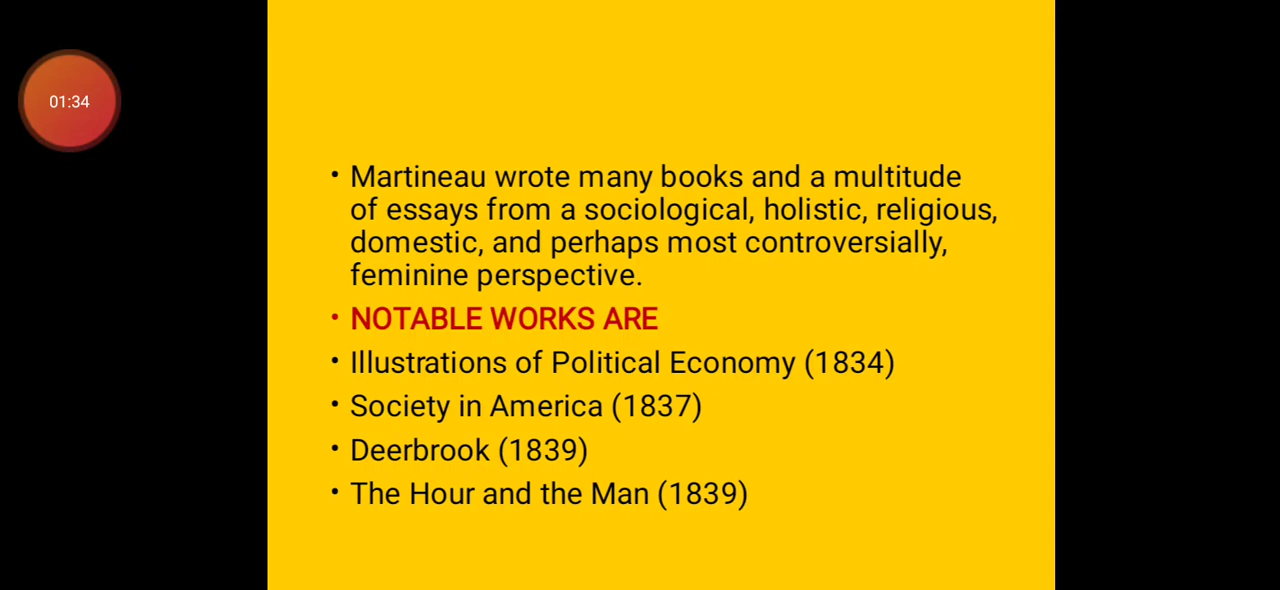 01:34
• Martineau wrote many books and a multitude
of essays from a sociological, holistic, religious,
domestic, and perhaps most controversially,
feminine perspective.
• NOTABLE WORKS ARE
• Illustrations of Political Economy (1834)
• Society in America (1837)
• Deerbrook (1839)
• The Hour and the Man (1839)